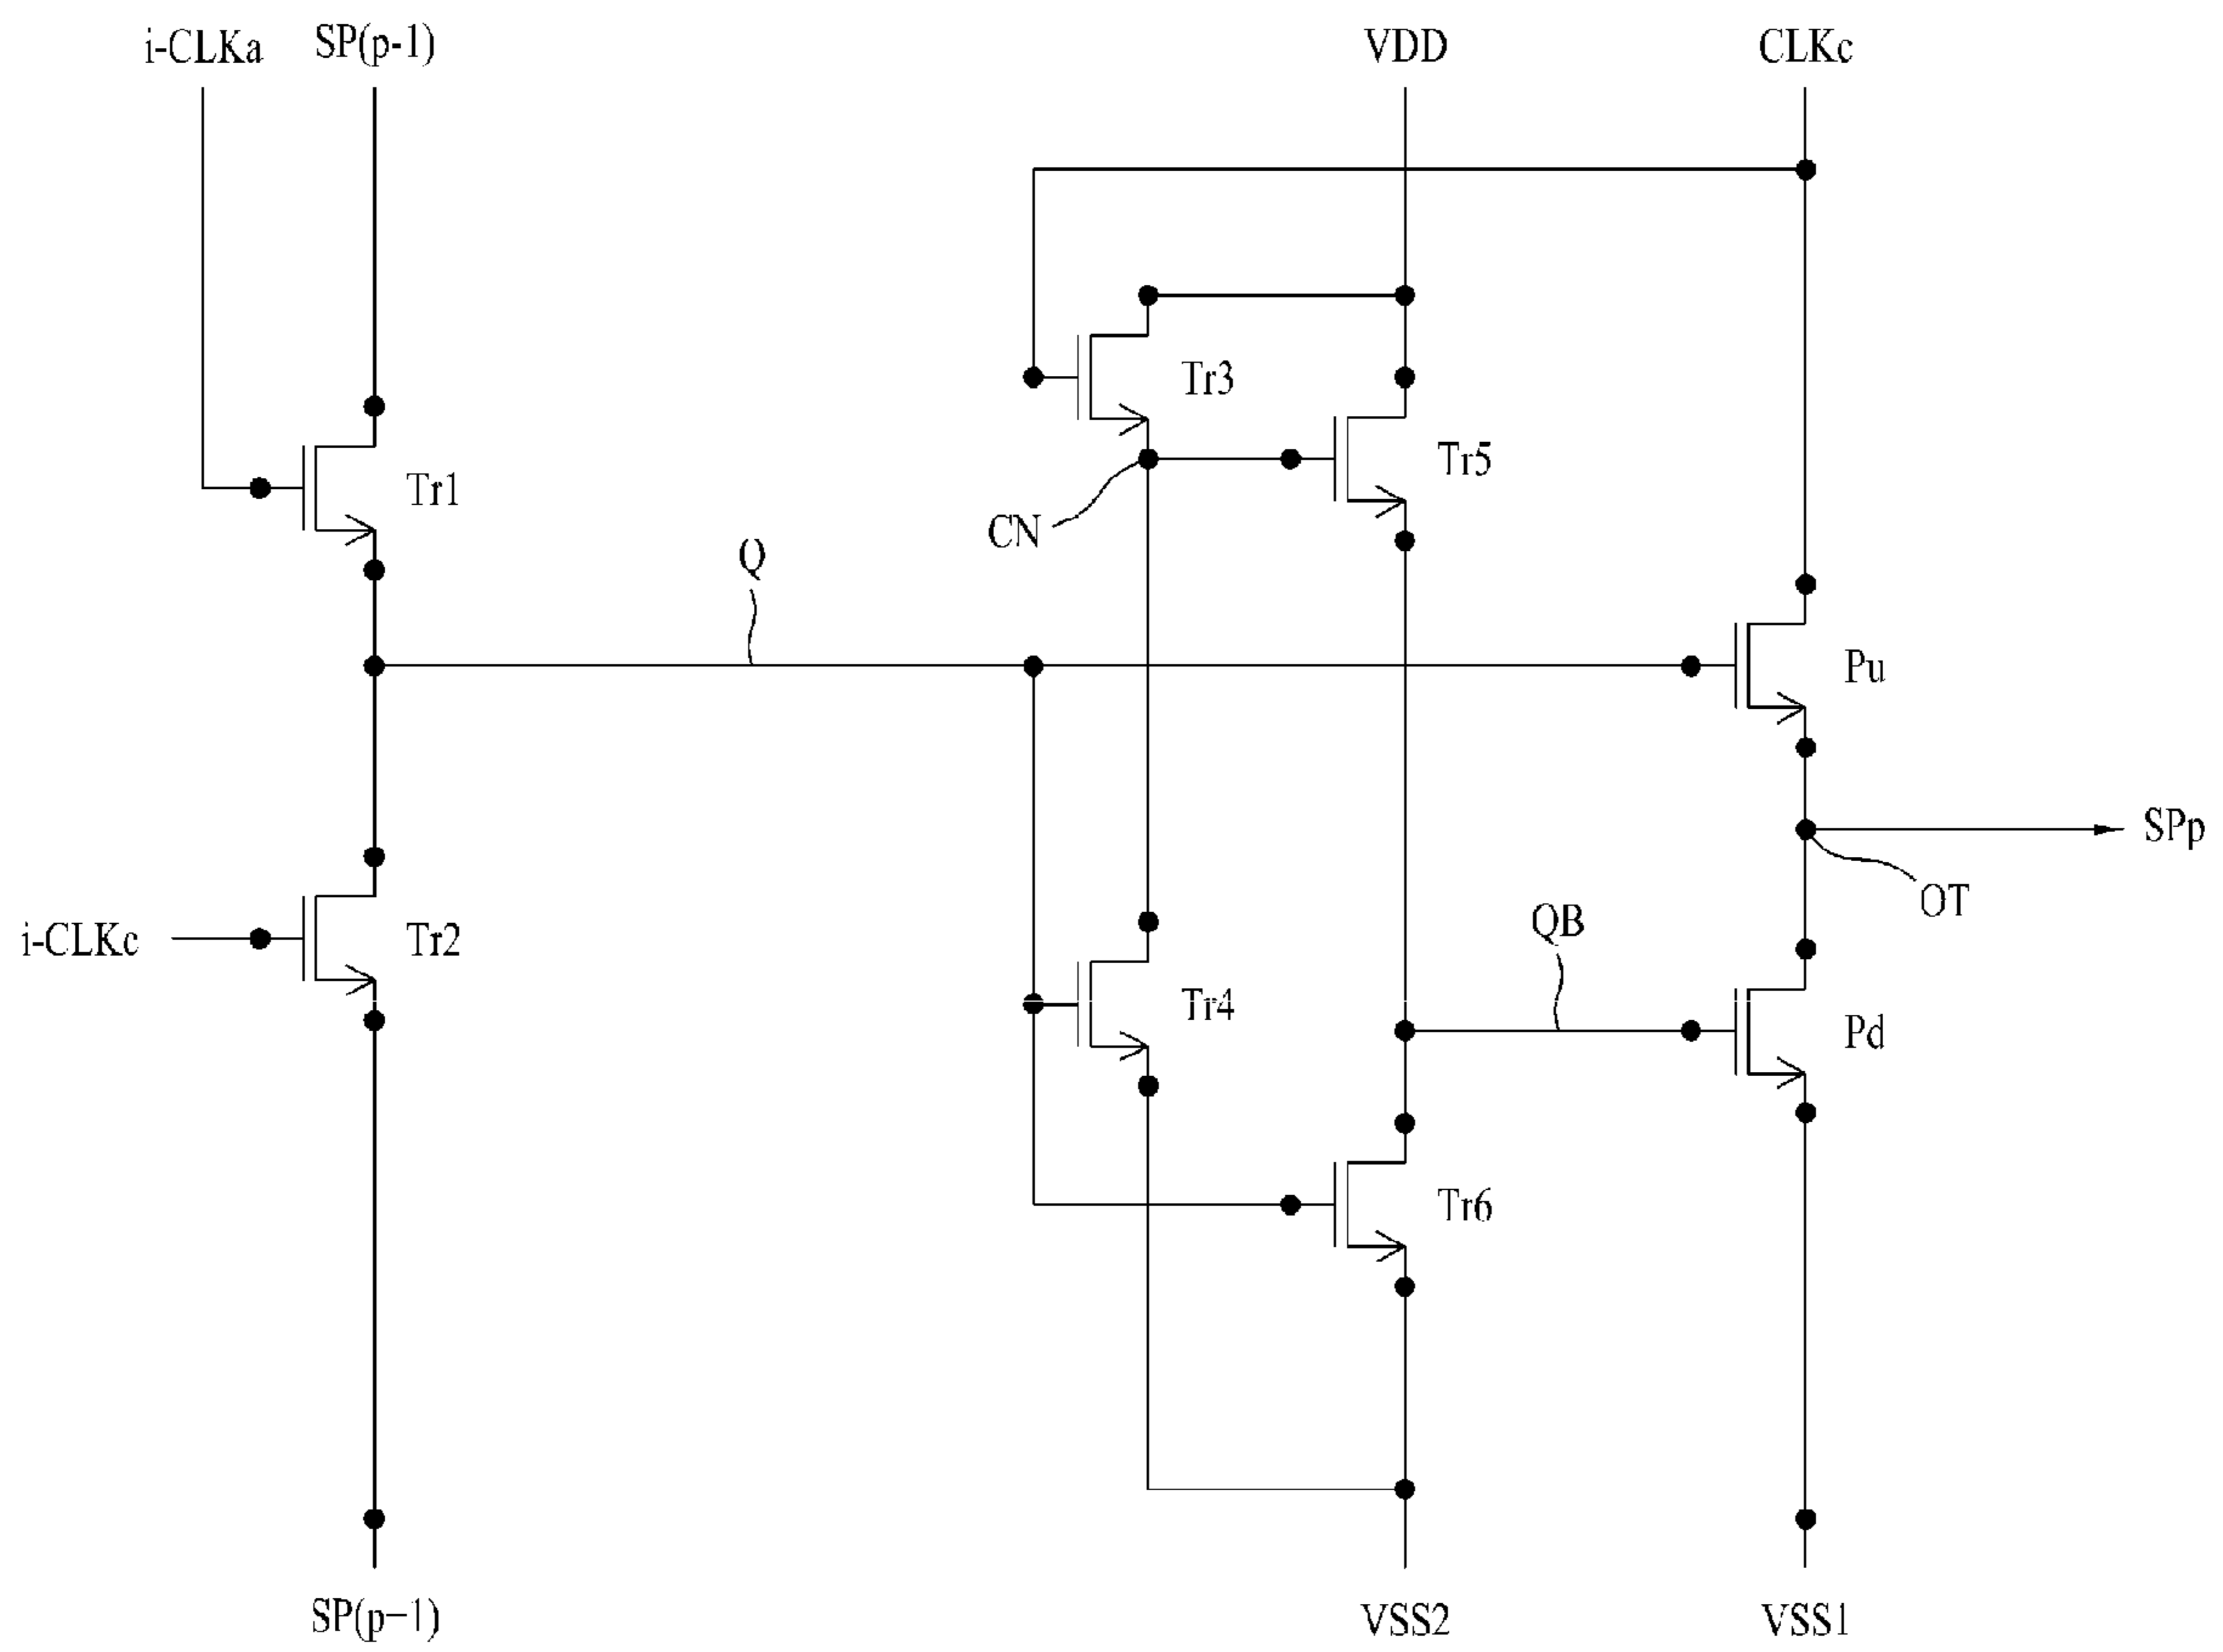 i-CLKa
SP(p-1)
VDD
CLKc
Tr3
Tr5
Tr1
CN
Q
Pu
SPp
OT
QB
i-CLKc
Tr2
Tr4
Pd
Tr6
SP(p−1)
VSS2
VSS1